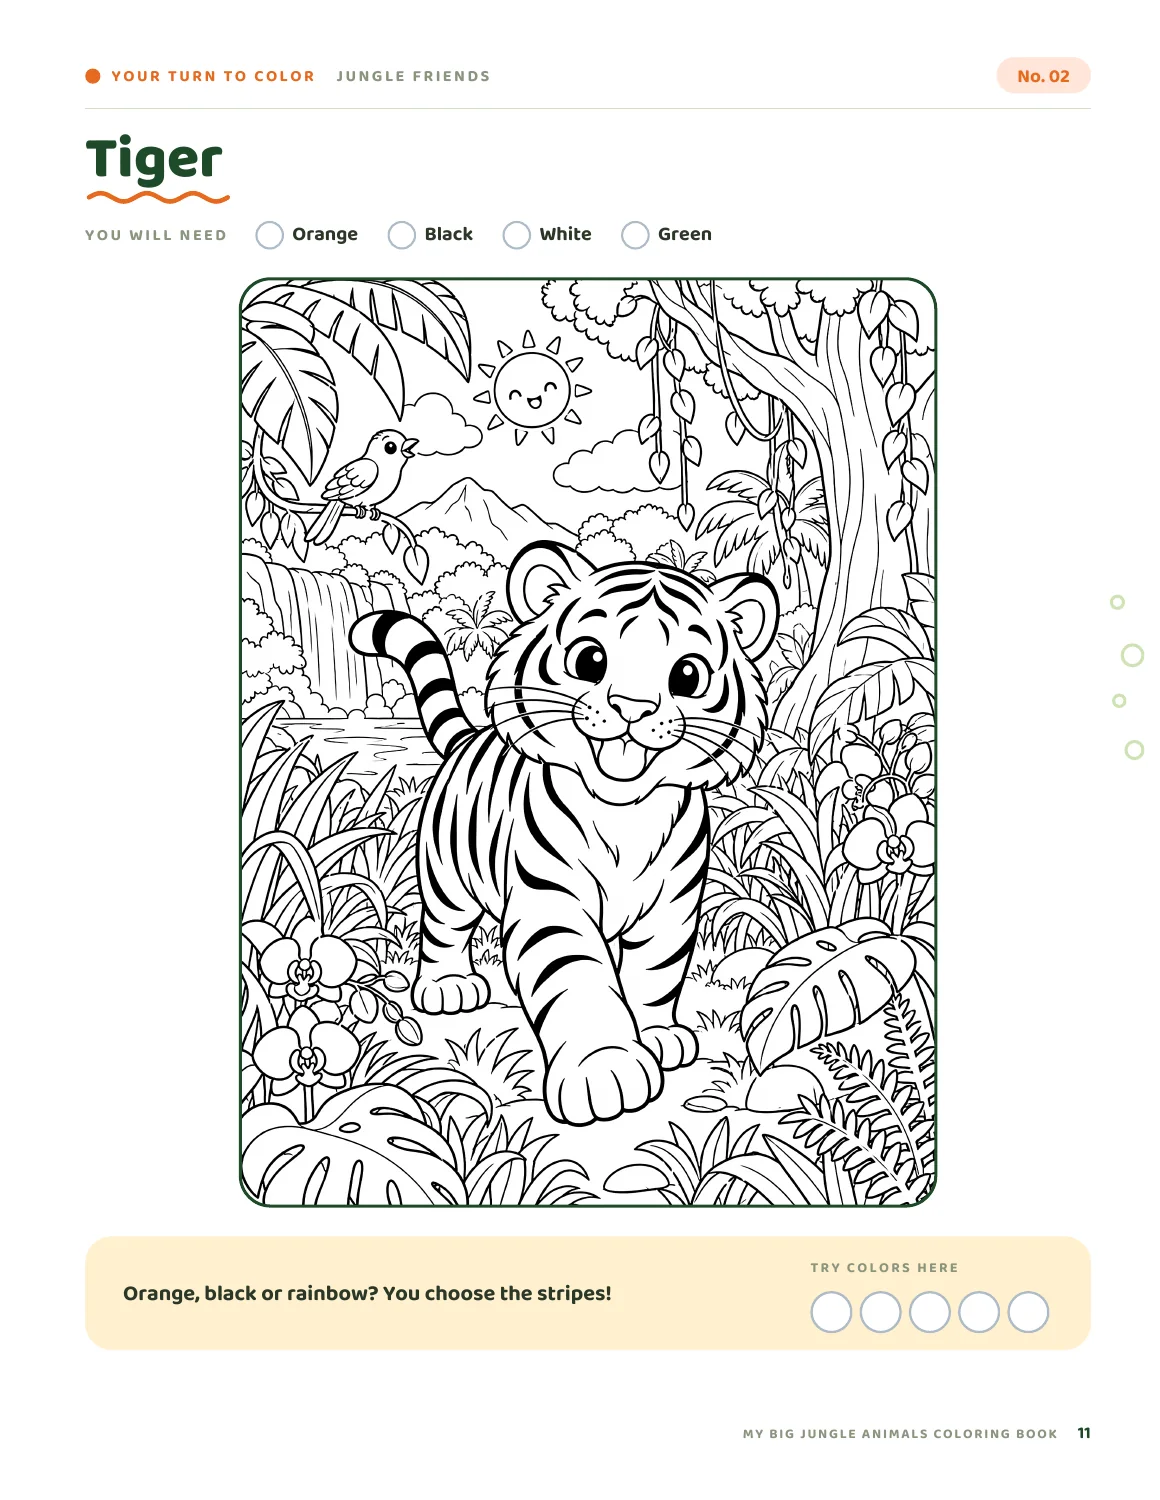 YOUR TURN TO COLOR JUNGLE FRIENDS No. 02
Tiger
YOU WILL NEED Orange Black White Green
TRY COLORS HERE
Orange, black or rainbow? You choose the stripes!
MY BIG JUNGLE ANIMALS COLORING BOOK 11